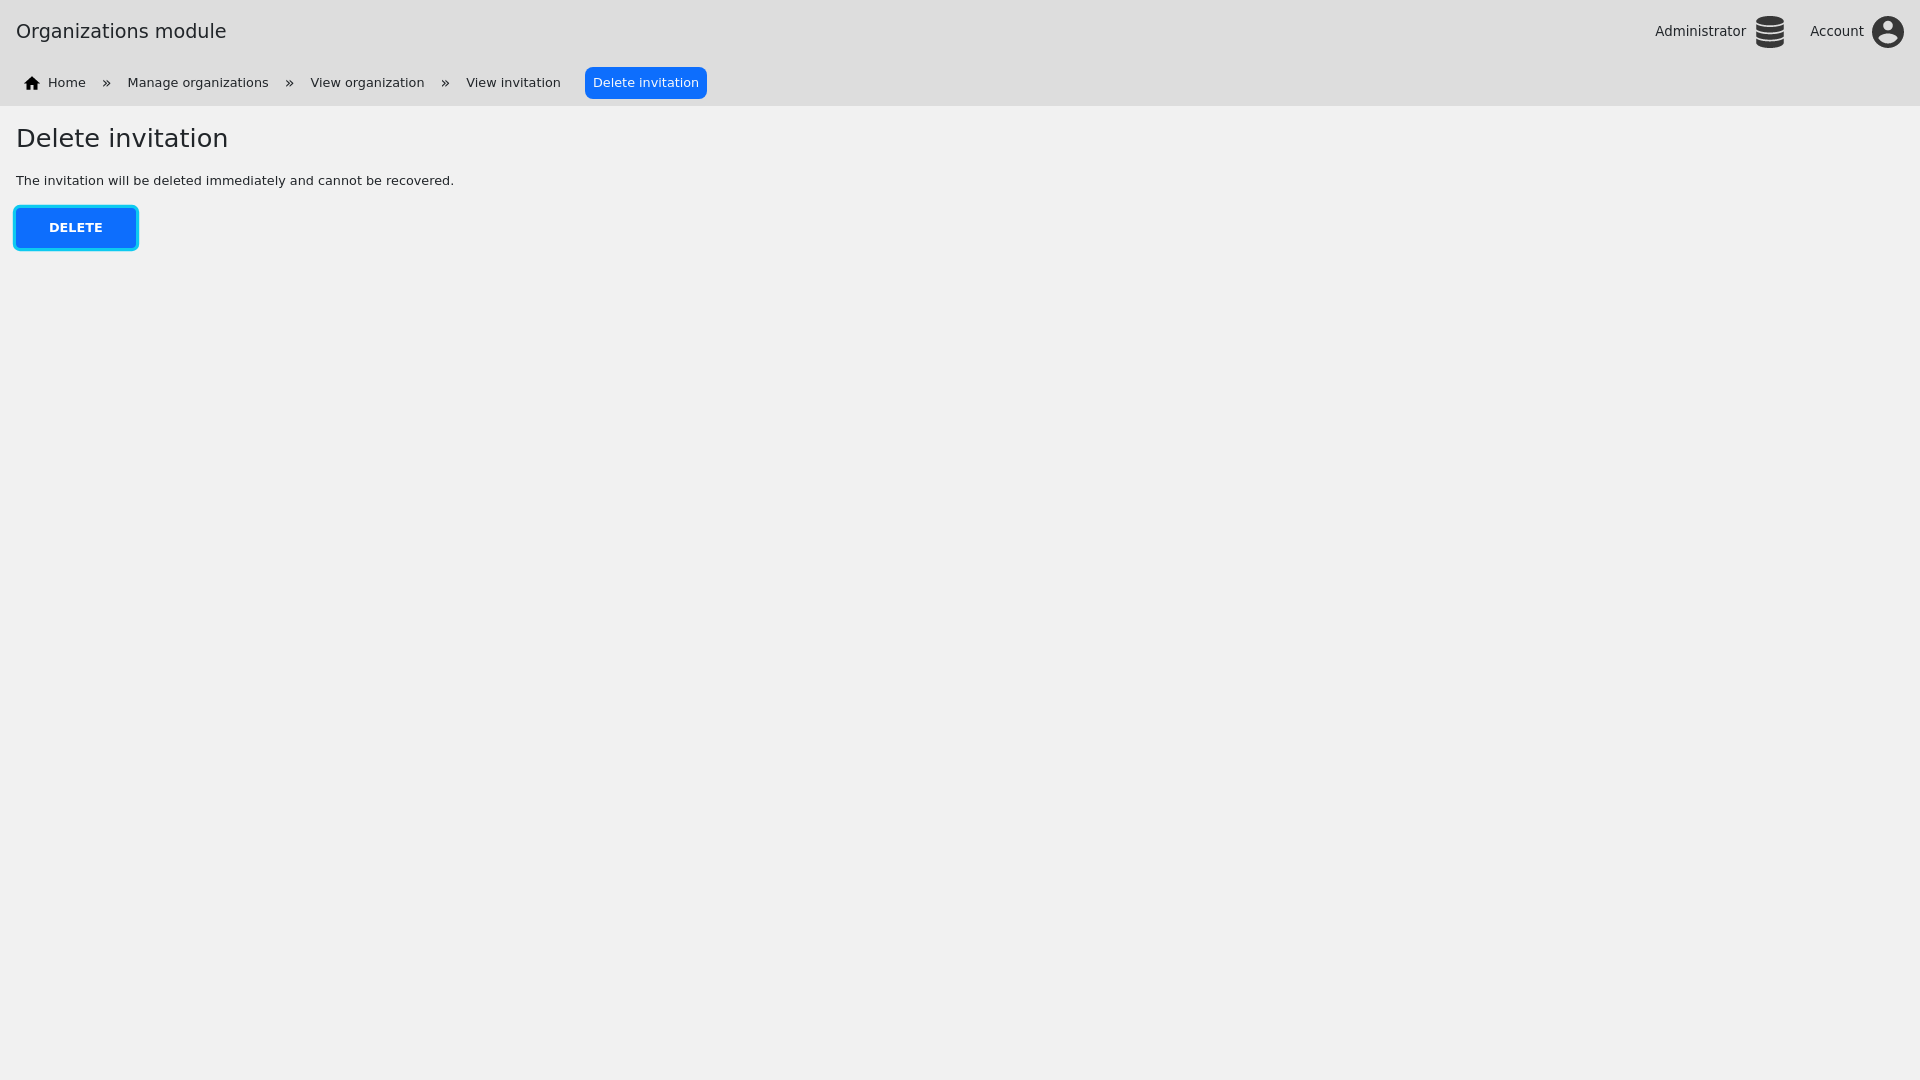 Organizations module
Administrator
Account
Home » Manage organizations » View organization » View invitation Delete invitation
Delete invitation
The invitation will be deleted immediately and cannot be recovered.
DELETE